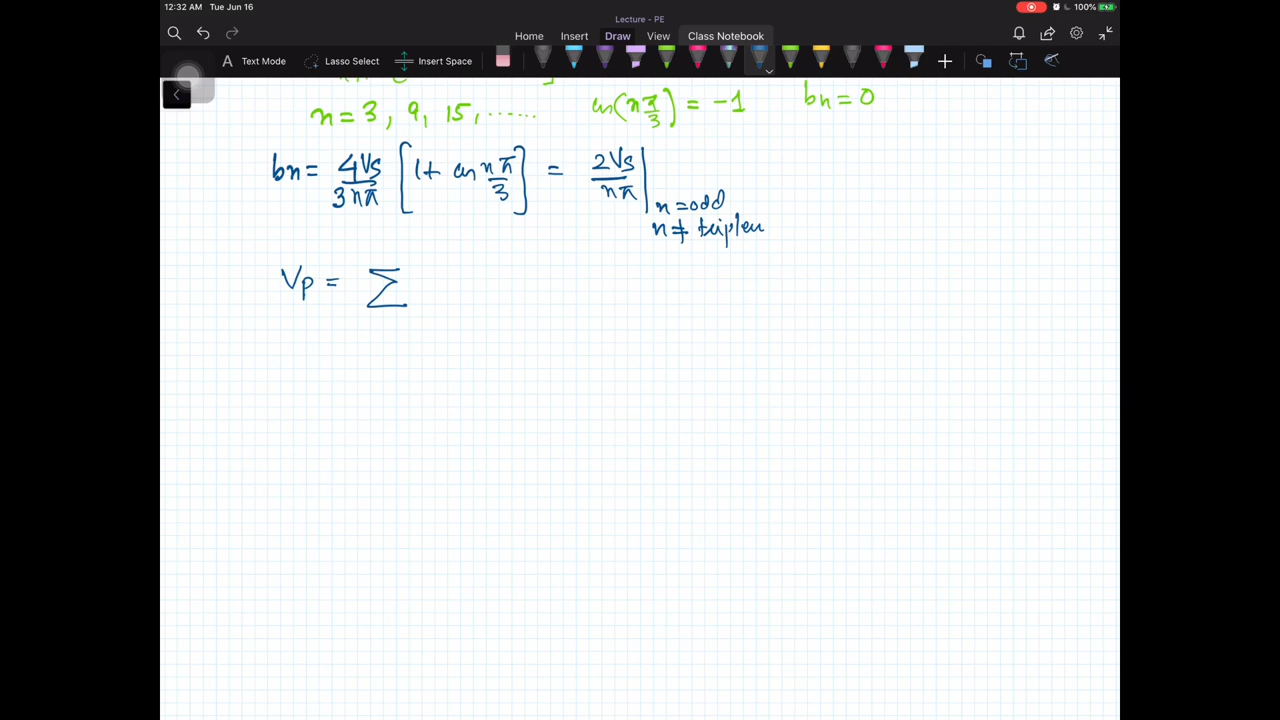 12:32 AM Tue Jun 16
100%
Lecture - PE
Home Insert Draw View Class Notebook
A Text Mode Lasso Select Insert Space
n = 3, 9, 15, ...... cos(nπ/3) = -1 bn = 0
bn = 4Vs/3nπ [1 + cos nπ/3] = 2Vs/nπ |
n = odd
n ≠ triplen
Vp = Σ